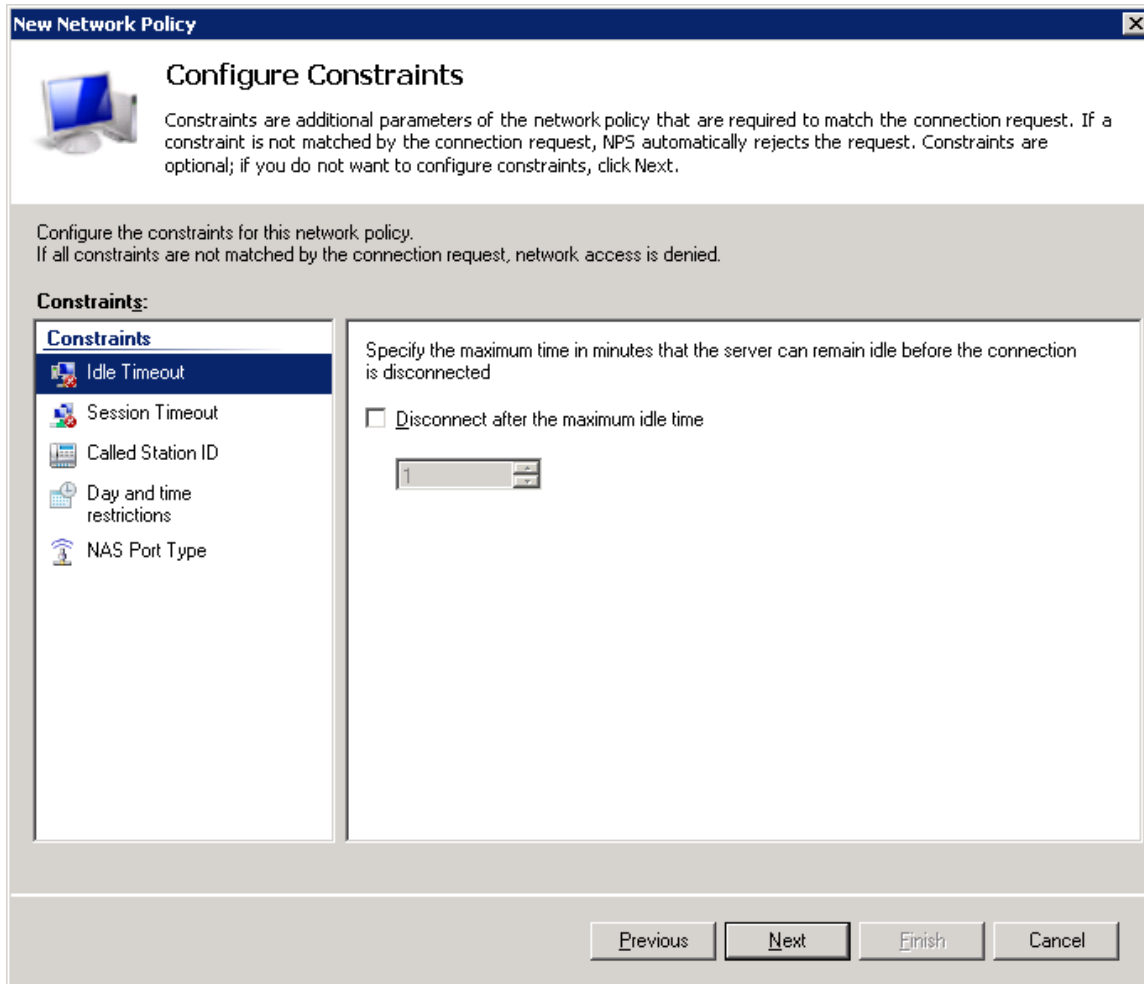 New Network Policy
Configure Constraints
Constraints are additional parameters of the network policy that are required to match the connection request. If a
constraint is not matched by the connection request, NPS automatically rejects the request. Constraints are
optional; if you do not want to configure constraints, click Next.
Configure the constraints for this network policy.
If all constraints are not matched by the connection request, network access is denied.
Constraints:
Constraints
Idle Timeout
Session Timeout
Called Station ID
Day and time
restrictions
NAS Port Type
Specify the maximum time in minutes that the server can remain idle before the connection
is disconnected
Disconnect after the maximum idle time
1
Previous
Next
Finish
Cancel